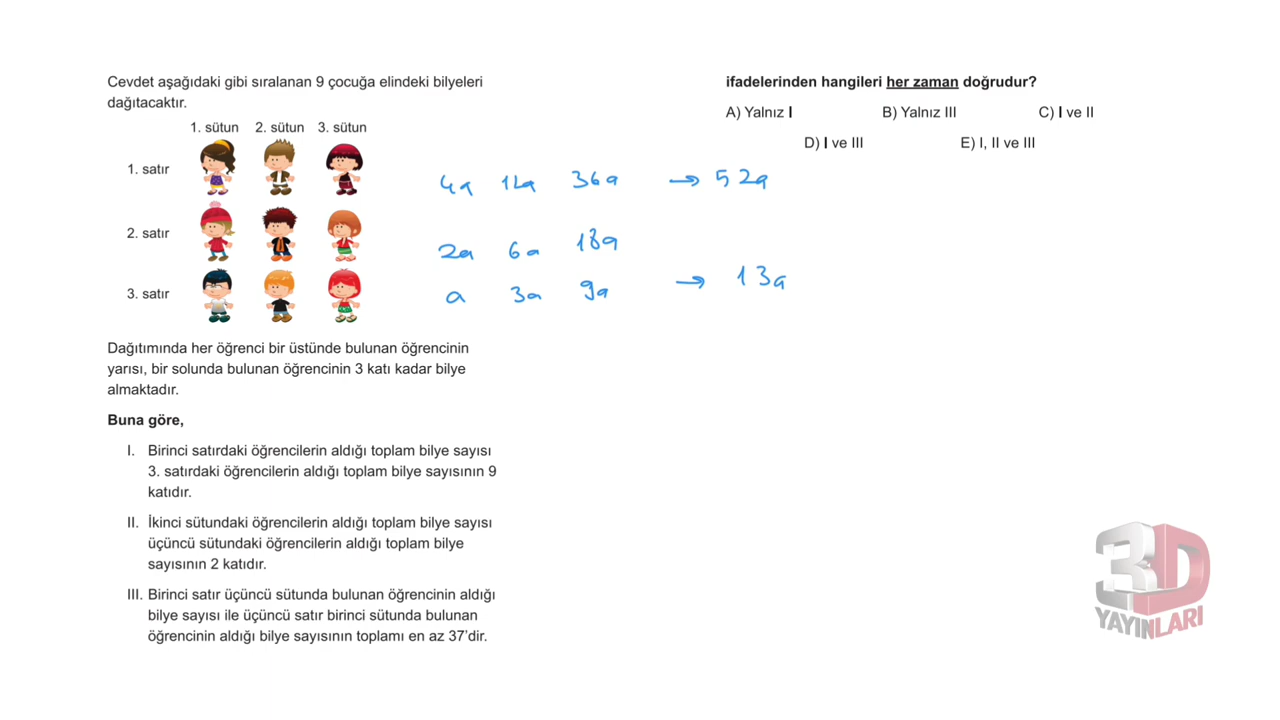 Cevdet aşağıdaki gibi sıralanan 9 çocuğa elindeki bilyeleri
dağıtacaktır.
1. sütun 2. sütun 3. sütun
1. satır
4a 12a 36a → 52a
2. satır
2a 6a 18a
3. satır
a 3a 9a → 13a
Dağıtımında her öğrenci bir üstünde bulunan öğrencinin
yarısı, bir solunda bulunan öğrencinin 3 katı kadar bilye
almaktadır.
Buna göre,
I. Birinci satırdaki öğrencilerin aldığı toplam bilye sayısı
3. satırdaki öğrencilerin aldığı toplam bilye sayısının 9
katıdır.
II. İkinci sütundaki öğrencilerin aldığı toplam bilye sayısı
üçüncü sütundaki öğrencilerin aldığı toplam bilye
sayısının 2 katıdır.
III. Birinci satır üçüncü sütunda bulunan öğrencinin aldığı
bilye sayısı ile üçüncü satır birinci sütunda bulunan
öğrencinin aldığı bilye sayısının toplamı en az 37'dir.
ifadelerinden hangileri her zaman doğrudur?
A) Yalnız I B) Yalnız III C) I ve II
D) I ve III E) I, II ve III
3D
YAYINLARI